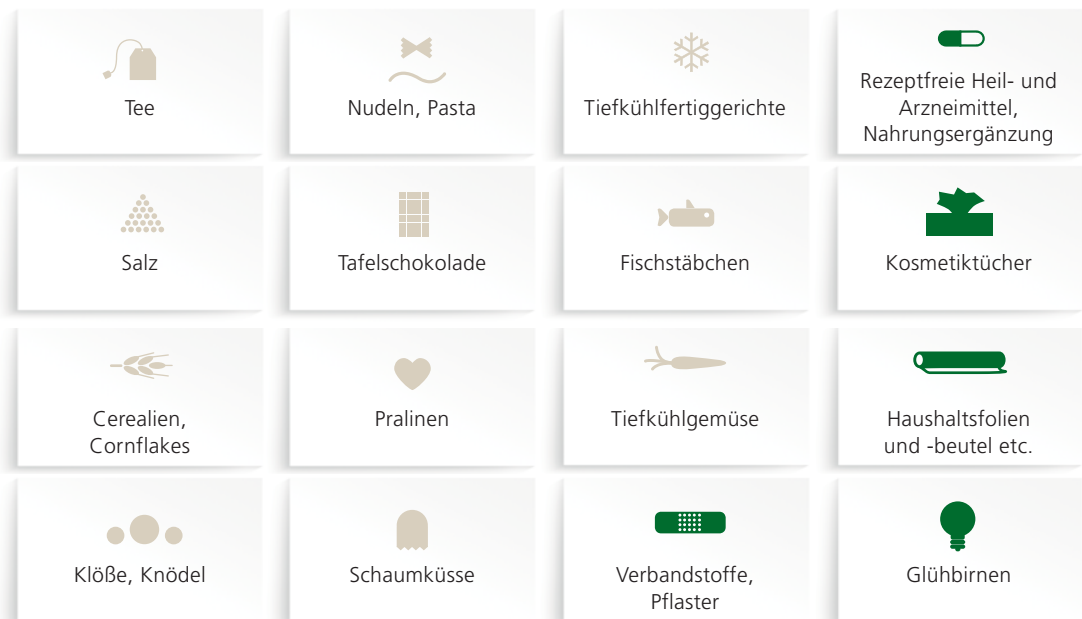 Tee
Nudeln, Pasta
Tiefkühlfertiggerichte
Rezeptfreie Heil- und
Arzneimittel,
Nahrungsergänzung
Salz
Tafelschokolade
Fischstäbchen
Kosmetiktücher
Cerealien,
Cornflakes
Pralinen
Tiefkühlgemüse
Haushaltsfolien
und -beutel etc.
Klöße, Knödel
Schaumküsse
Verbandstoffe,
Pflaster
Glühbirnen